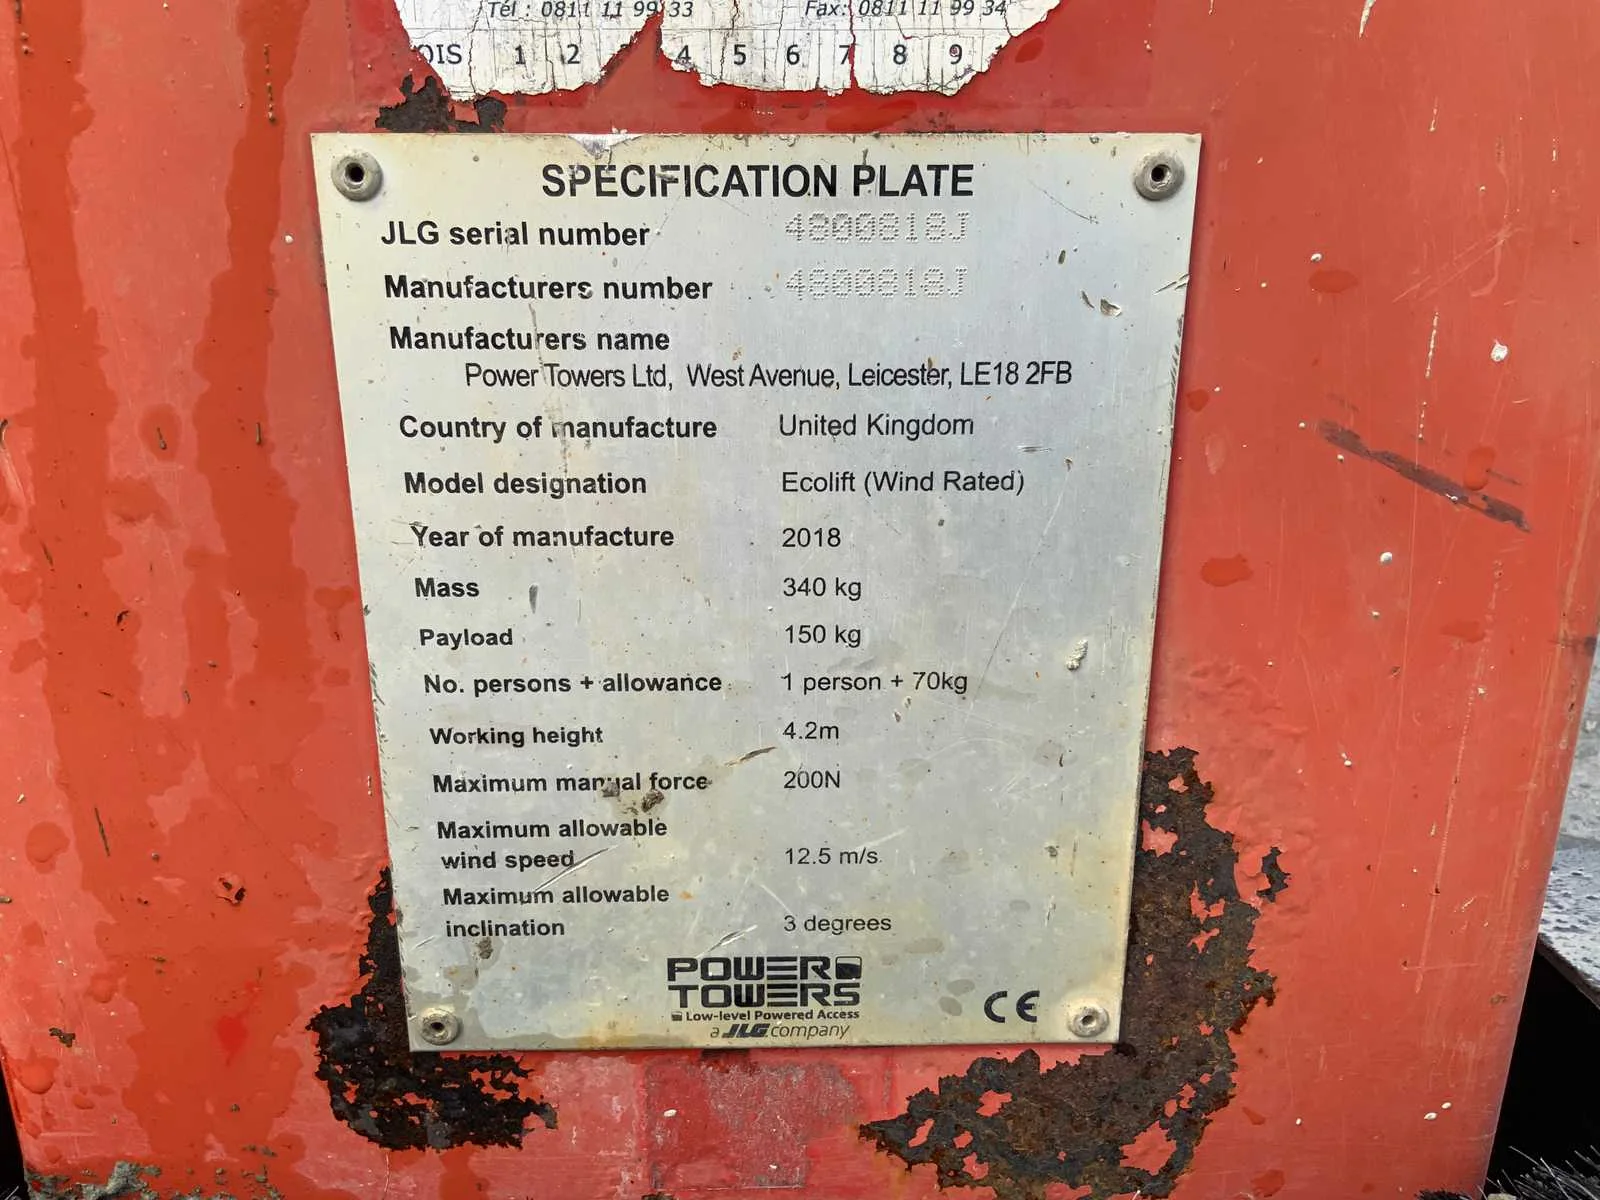 Tél : 0811 11 99 33 Fax: 0811 11 99 34
OIS 1 2 3 4 5 6 7 8 9
SPECIFICATION PLATE
JLG serial number 4800818J
Manufacturers number 4800818J
Manufacturers name
Power Towers Ltd, West Avenue, Leicester, LE18 2FB
Country of manufacture United Kingdom
Model designation Ecolift (Wind Rated)
Year of manufacture 2018
Mass 340 kg
Payload 150 kg
No. persons + allowance 1 person + 70kg
Working height 4.2m
Maximum manual force 200N
Maximum allowable
wind speed 12.5 m/s
Maximum allowable
inclination 3 degrees
POWER
TOWERS
Low-level Powered Access
a JLG company
CE